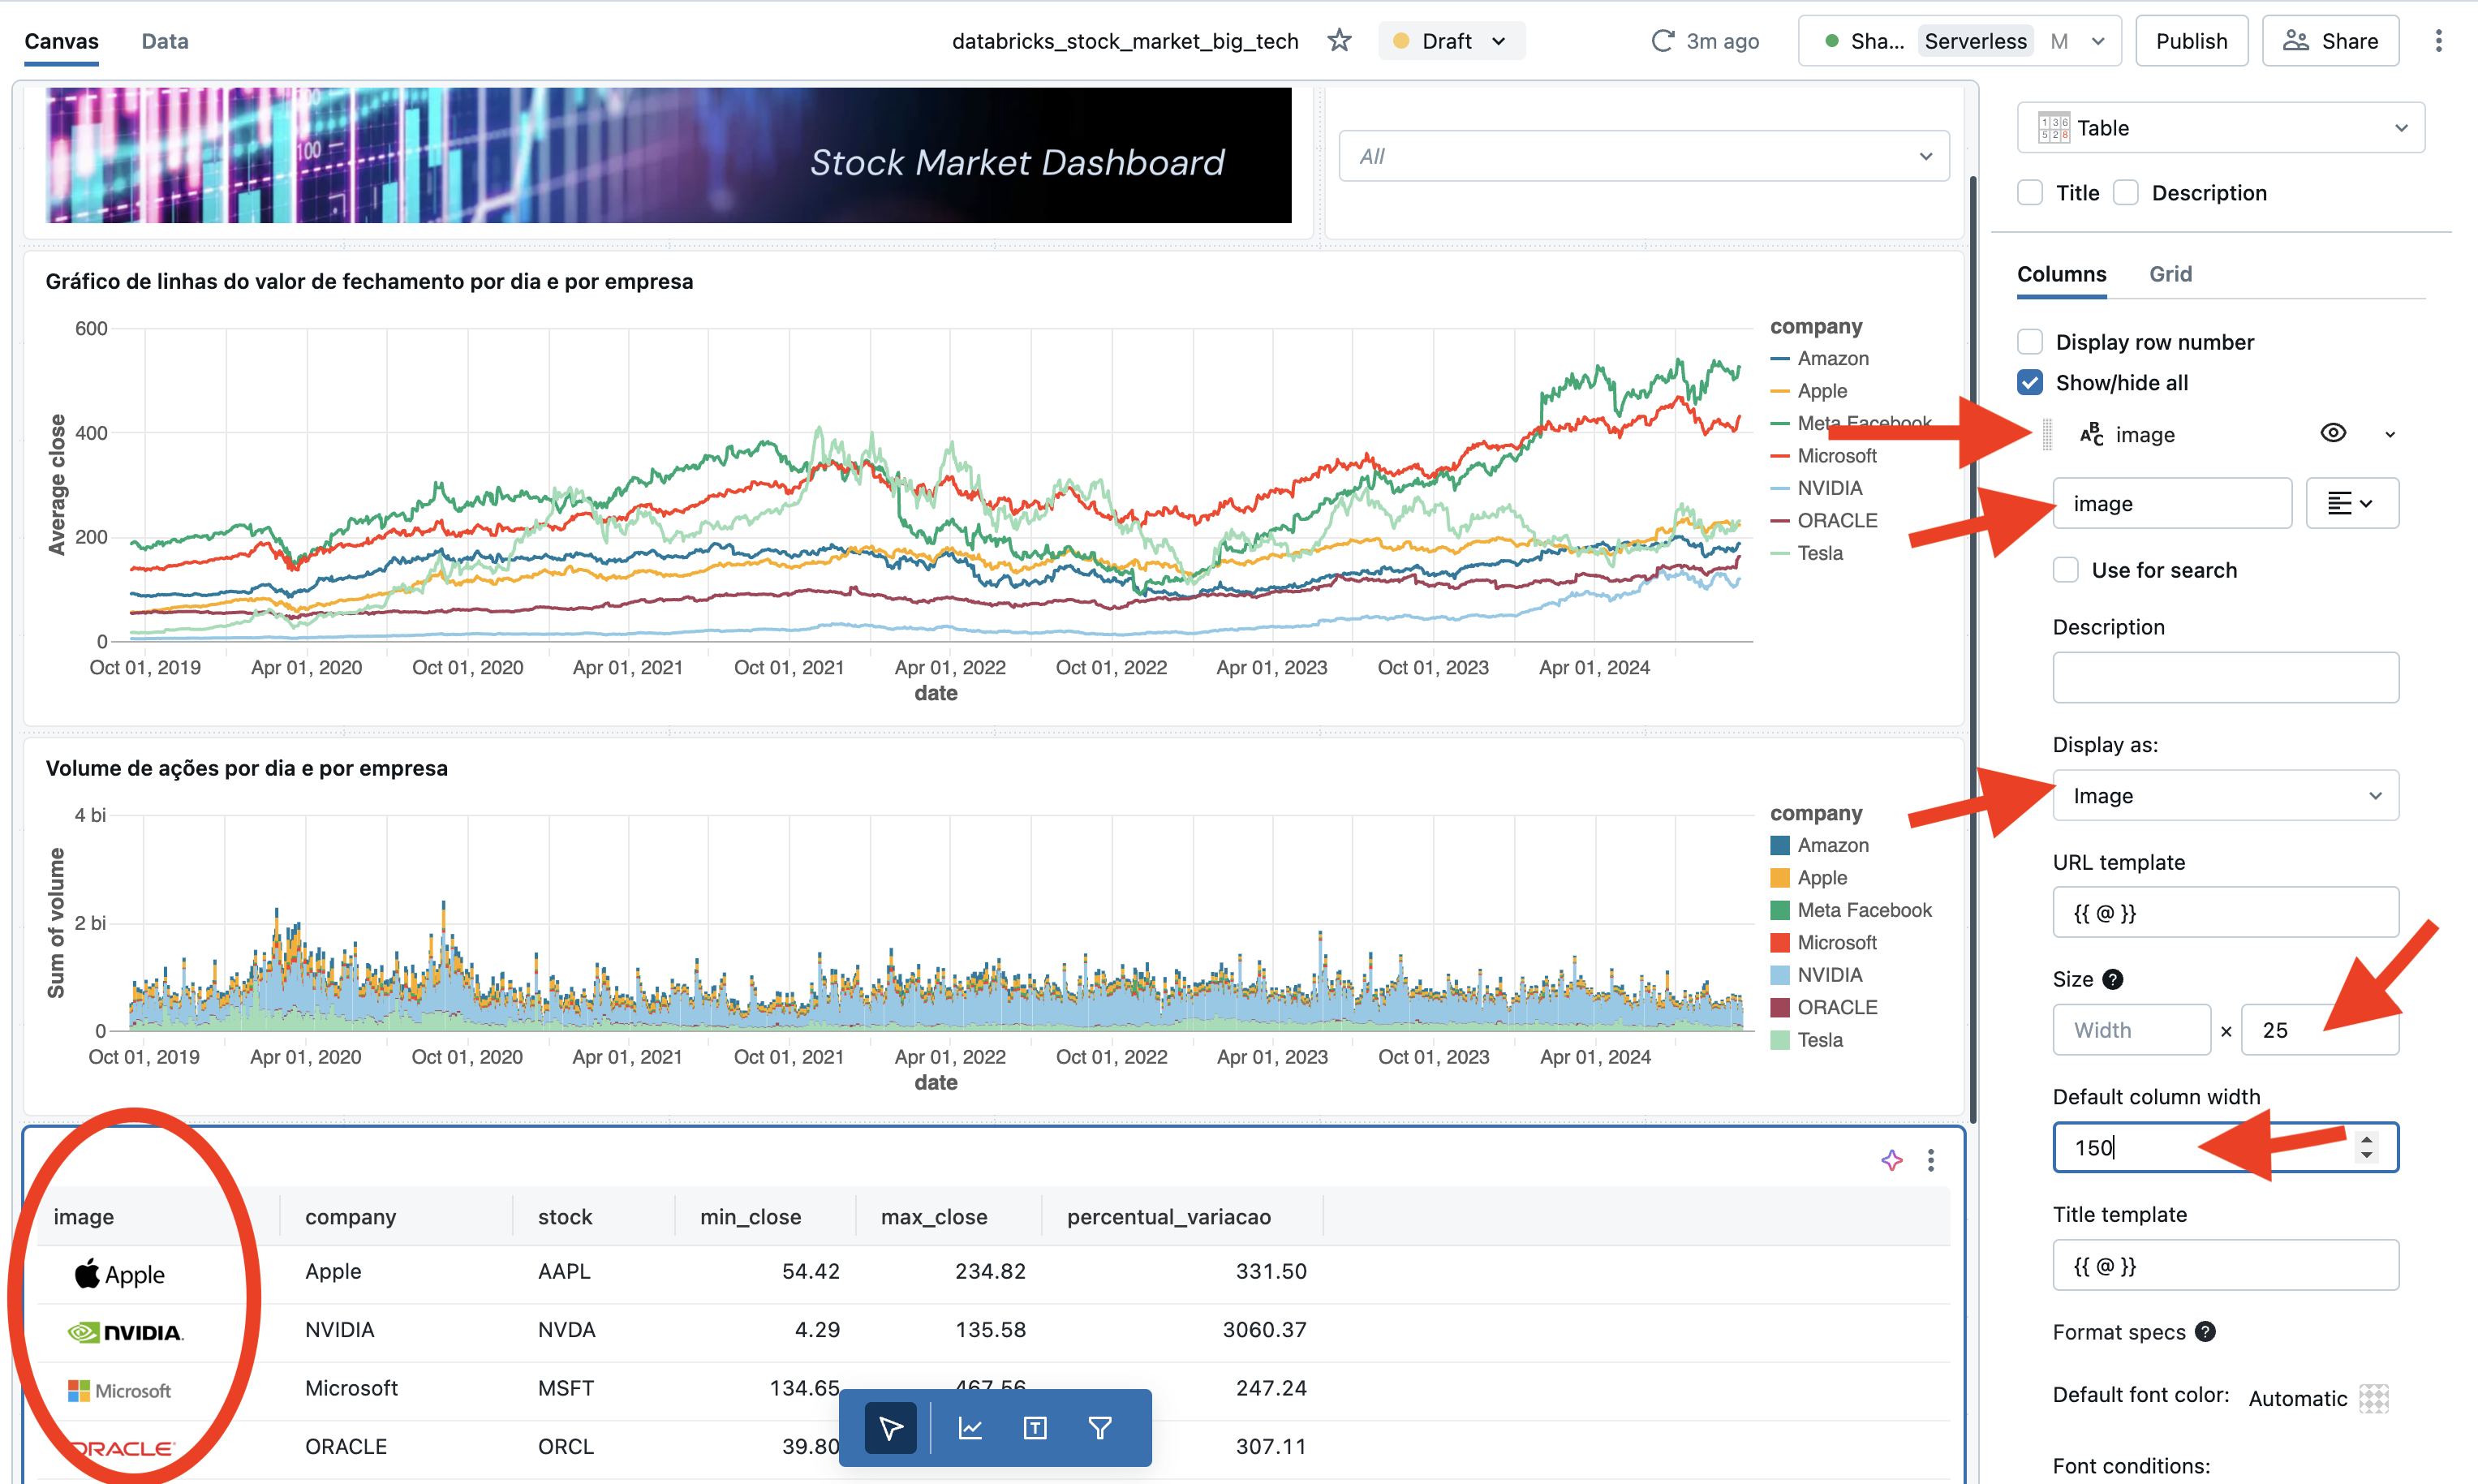 Canvas
Data
databricks_stock_market_big_tech
Draft
3m ago
Sha...
Serverless
M
Publish
Share
100
Stock Market Dashboard
All
Gráfico de linhas do valor de fechamento por dia e por empresa
Average close
600
400
200
0
Oct 01, 2019
Apr 01, 2020
Oct 01, 2020
Apr 01, 2021
Oct 01, 2021
Apr 01, 2022
Oct 01, 2022
Apr 01, 2023
Oct 01, 2023
Apr 01, 2024
date
company
Amazon
Apple
Meta Facebook
Microsoft
NVIDIA
ORACLE
Tesla
Volume de ações por dia e por empresa
Sum of volume
4 bi
2 bi
0
Oct 01, 2019
Apr 01, 2020
Oct 01, 2020
Apr 01, 2021
Oct 01, 2021
Apr 01, 2022
Oct 01, 2022
Apr 01, 2023
Oct 01, 2023
Apr 01, 2024
date
company
Amazon
Apple
Meta Facebook
Microsoft
NVIDIA
ORACLE
Tesla
image company stock min_close max_close percentual_variacao
Apple Apple AAPL 54.42 234.82 331.50
NVIDIA. NVIDIA NVDA 4.29 135.58 3060.37
Microsoft Microsoft MSFT 134.65 467.56 247.24
ORACLE ORACLE ORCL 39.80 307.11
Table
Title
Description
Columns
Grid
Display row number
Show/hide all
image
image
Use for search
Description
Display as:
Image
URL template
{{ @ }}
Size
Width × 25
Default column width
150
Title template
{{ @ }}
Format specs
Default font color: Automatic
Font conditions: